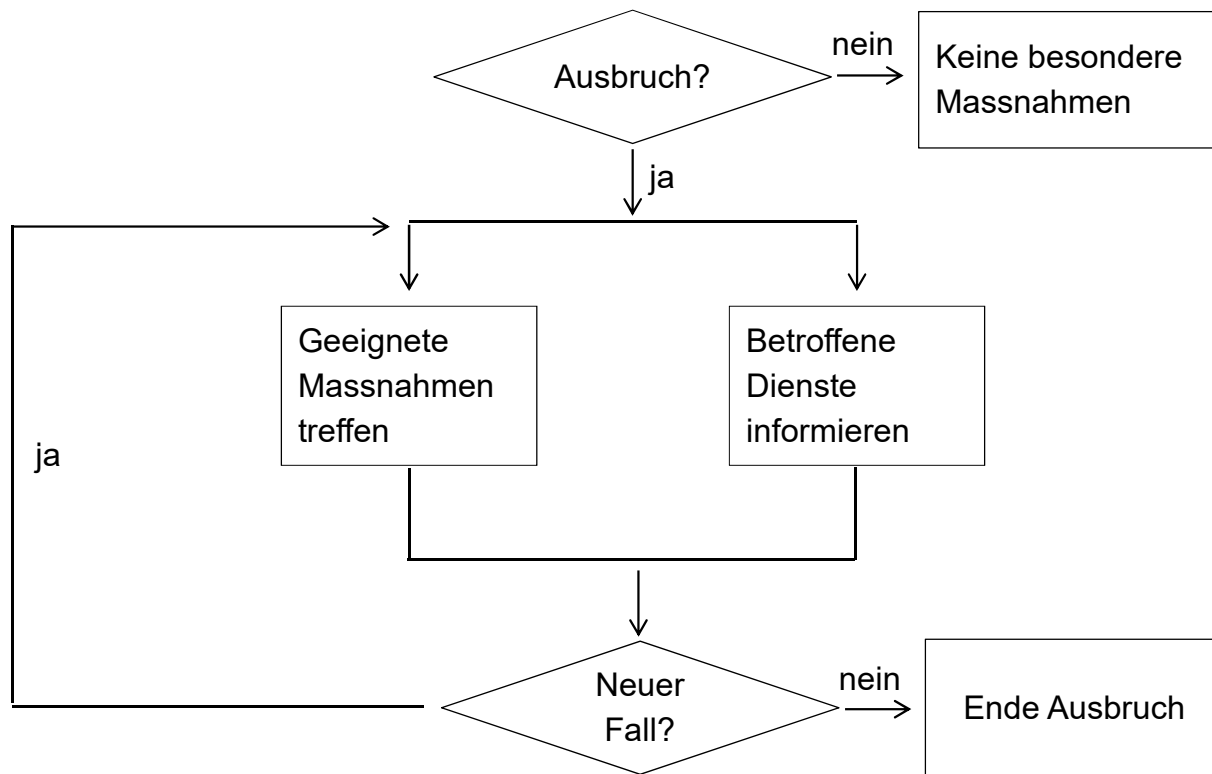 Ausbruch?
nein
Keine besondere
Massnahmen
ja
Geeignete
Massnahmen
treffen
Betroffene
Dienste
informieren
ja
Neuer
Fall?
nein
Ende Ausbruch